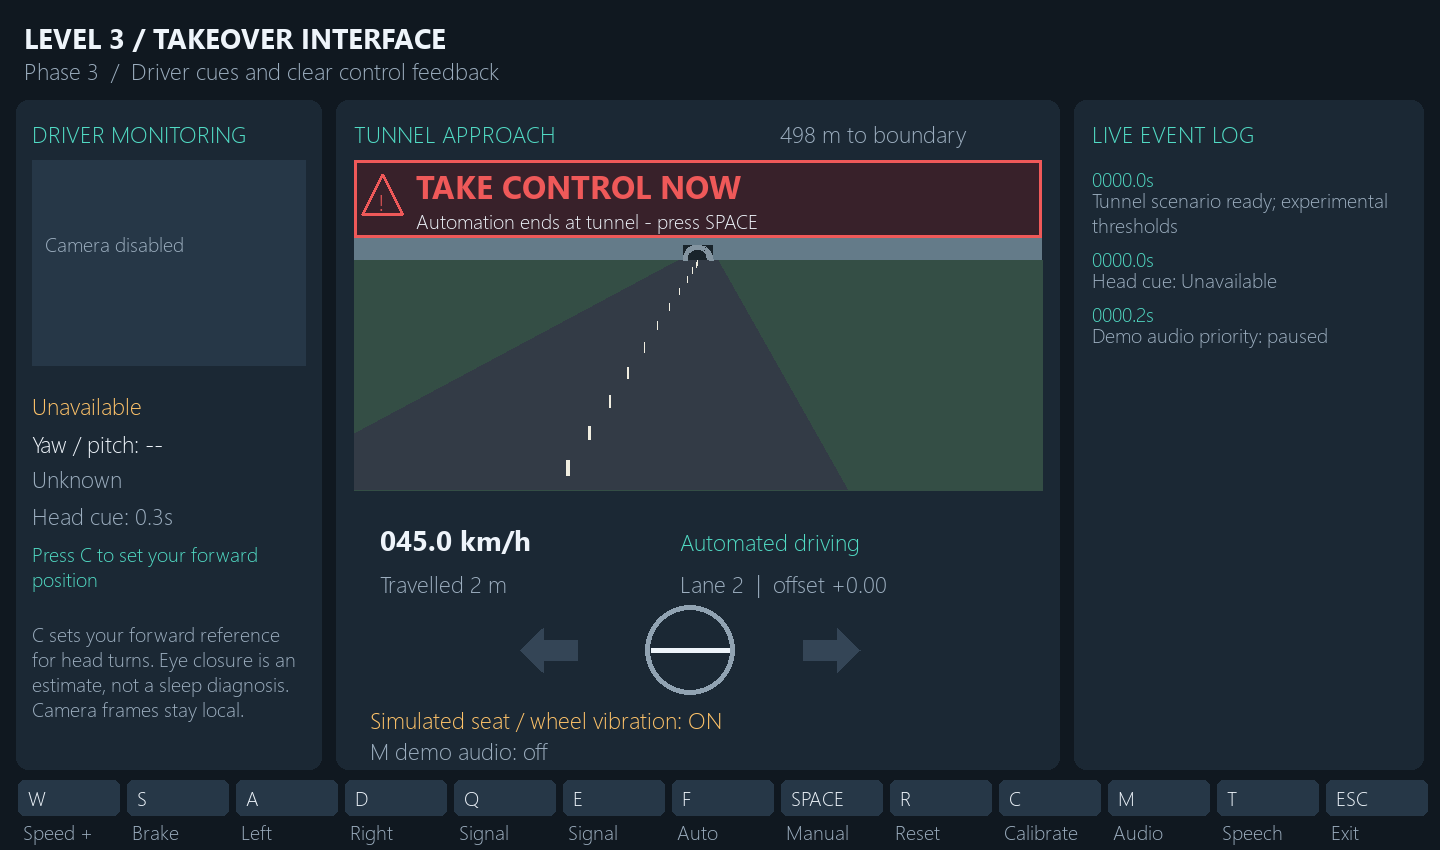 LEVEL 3 / TAKEOVER INTERFACE
Phase 3 / Driver cues and clear control feedback
DRIVER MONITORING
Camera disabled
Unavailable
Yaw / pitch: --
Unknown
Head cue: 0.3s
Press C to set your forward
position
C sets your forward reference
for head turns. Eye closure is an
estimate, not a sleep diagnosis.
Camera frames stay local.
TUNNEL APPROACH
498 m to boundary
!
TAKE CONTROL NOW
Automation ends at tunnel - press SPACE
045.0 km/h
Automated driving
Travelled 2 m
Lane 2 | offset +0.00
Simulated seat / wheel vibration: ON
M demo audio: off
LIVE EVENT LOG
0000.0s
Tunnel scenario ready; experimental
thresholds
0000.0s
Head cue: Unavailable
0000.2s
Demo audio priority: paused
W
Speed +
S
Brake
A
Left
D
Right
Q
Signal
E
Signal
F
Auto
SPACE
Manual
R
Reset
C
Calibrate
M
Audio
T
Speech
ESC
Exit